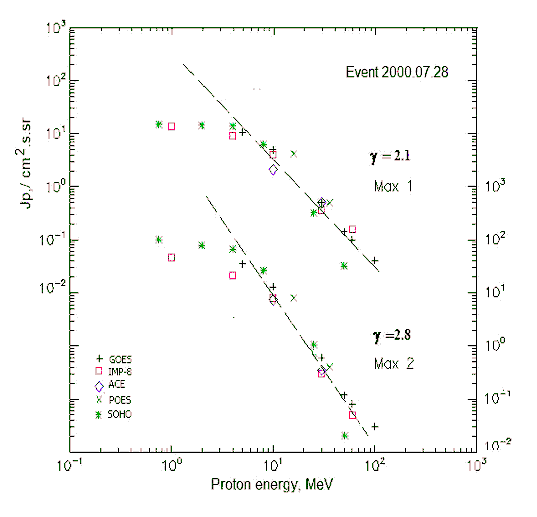 10³
Event 2000.07.28
10²
10¹
γ =2.1
10⁰
Max 1
10³
10⁻¹
10²
10⁻²
10¹
γ =2.8
10⁰
GOES
Max 2
IMP-8
ACE
10⁻¹
POES
SOHO
10⁻²
10⁻¹ 10⁰ 10¹ 10² 10³
Proton energy, MeV
Jp,/ cm².s.sr